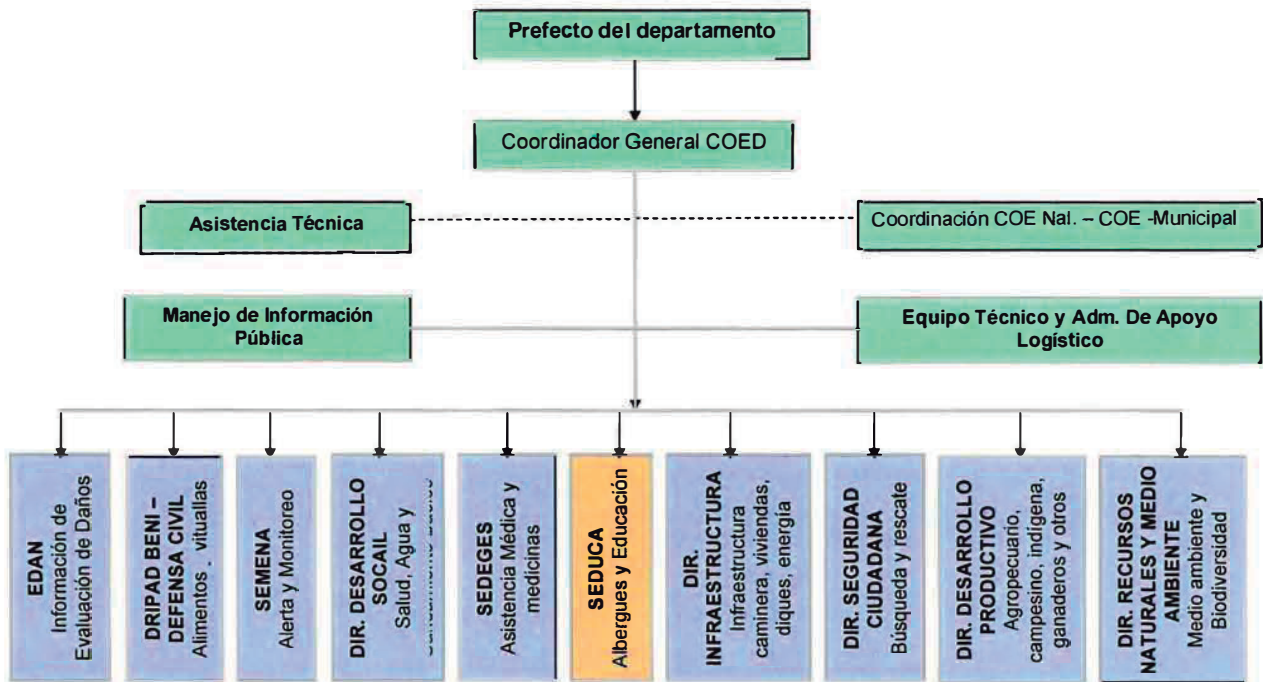 Prefecto del departamento
Coordinador General COED
Asistencia Técnica
Coordinación COE Nal. – COE -Municipal
Manejo de Información
Pública
Equipo Técnico y Adm. De Apoyo
Logístico
EDAN
Información de
Evaluación de Daños
DRIPAD BENI –
DEFENSA CIVIL
Alimentos . vituallas
SEMENA
Alerta y Monitoreo
DIR. DESARROLLO
SOCAIL
Salud, Agua y
SEDEGES
Asistencia Médica y
medicinas
SEDUCA
Albergues y Educación
DIR.
INFRAESTRUCTURA
Infraestructura
caminera, viviendas,
diques, energía
DIR. SEGURIDAD
CIUDADANA
Búsqueda y rescate
DIR. DESARROLLO
PRODUCTIVO
Agropecuario,
campesino, indígena,
ganaderos y otros
DIR. RECURSOS
NATURALES Y MEDIO
AMBIENTE
Medio ambiente y
Biodiversidad